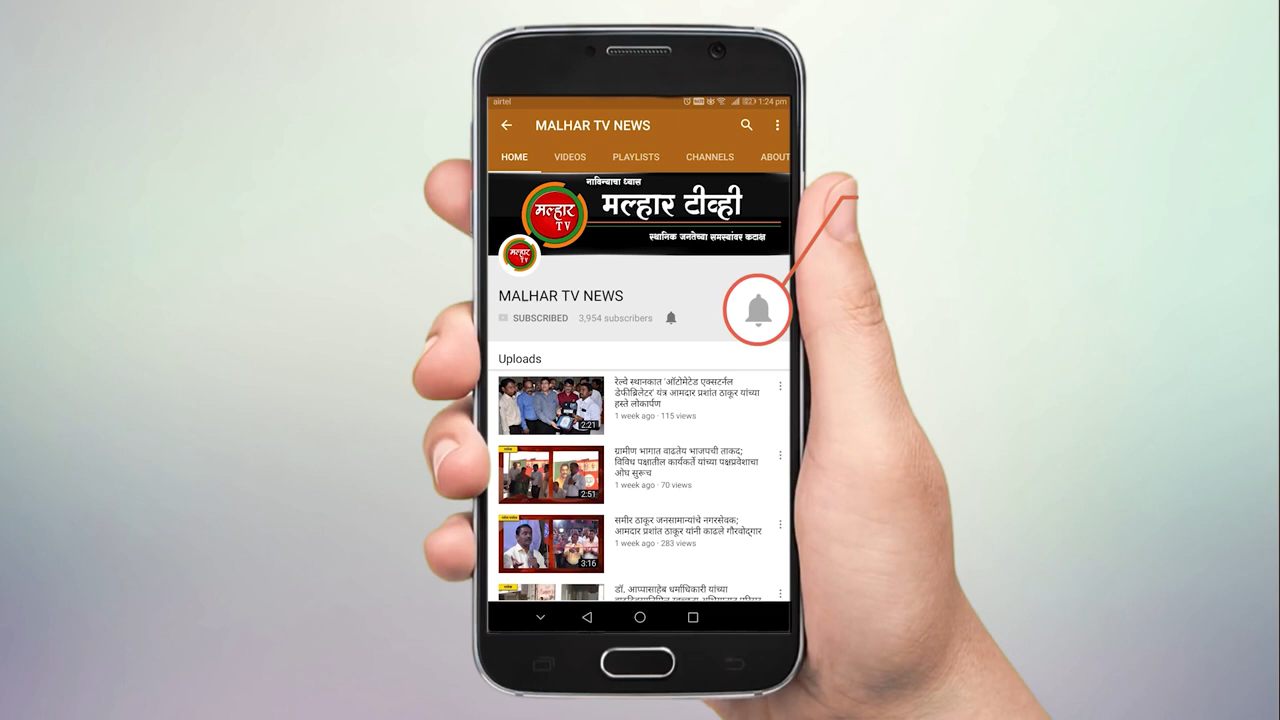 airtel 1:24 pm
MALHAR TV NEWS
HOME VIDEOS PLAYLISTS CHANNELS ABOUT
नाविन्याचा ध्यास
मल्हार टीव्ही
मल्हार
TV
स्थानिक जनतेच्या समस्यांवर कटाक्ष
मल्हार
TV
MALHAR TV NEWS
SUBSCRIBED 3,954 subscribers
Uploads
रेल्वे स्थानकात 'ऑटोमेटेड एक्सटर्नल
डेफीब्रिलेटर' यंत्र आमदार प्रशांत ठाकूर यांच्या
हस्ते लोकार्पण
1 week ago · 115 views
2:21
ग्रामीण भागात वाढतेय भाजपची ताकद;
विविध पक्षातील कार्यकर्ते यांच्या पक्षप्रवेशाचा
ओघ सुरूच
1 week ago · 70 views
2:51
समीर ठाकूर जनसामान्यांचे नगरसेवक;
आमदार प्रशांत ठाकूर यांनी काढले गौरवोद्गार
1 week ago · 283 views
3:16
डॉ. आप्पासाहेब धर्माधिकारी यांच्या